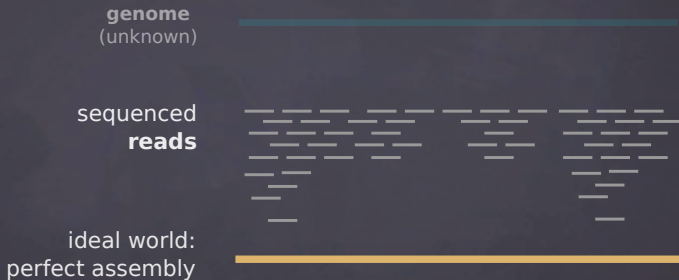 genome
(unknown)
sequenced
reads
ideal world:
perfect assembly